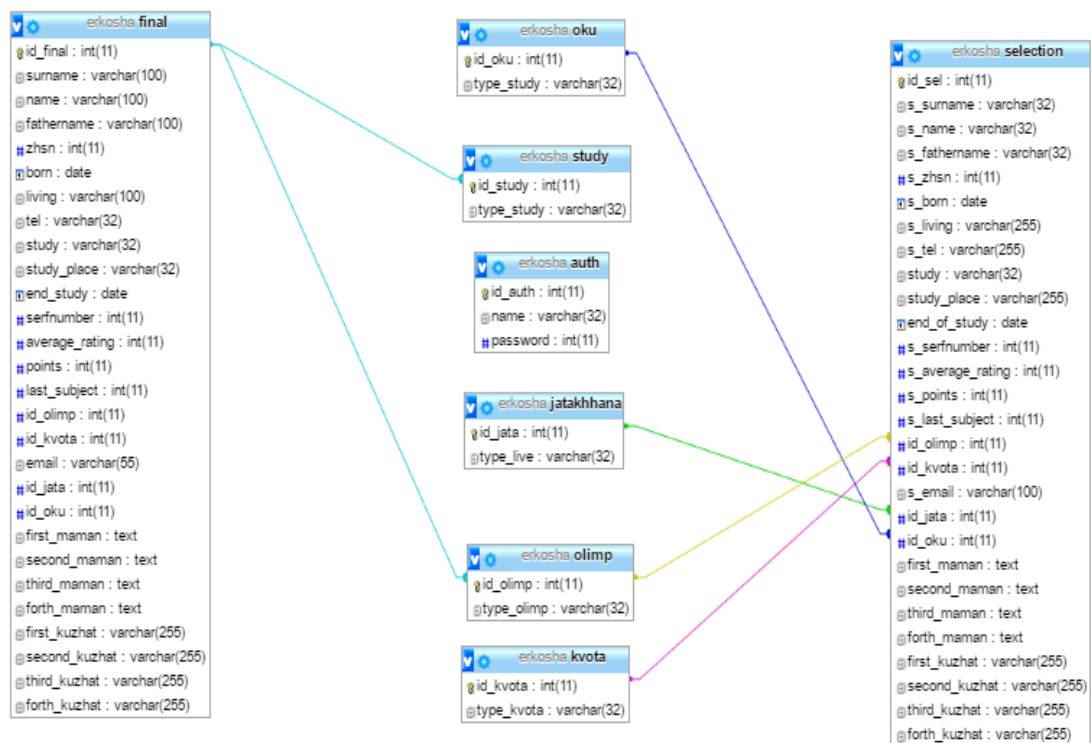 erkosha final
id_final : int(11)
surname : varchar(100)
name : varchar(100)
fathername : varchar(100)
zhsn : int(11)
born : date
living : varchar(100)
tel : varchar(32)
study : varchar(32)
study_place : varchar(32)
end_study : date
serfnumber : int(11)
average_rating : int(11)
points : int(11)
last_subject : int(11)
id_olimp : int(11)
id_kvota : int(11)
email : varchar(55)
id_jata : int(11)
id_oku : int(11)
first_maman : text
second_maman : text
third_maman : text
forth_maman : text
first_kuzhat : varchar(255)
second_kuzhat : varchar(255)
third_kuzhat : varchar(255)
forth_kuzhat : varchar(255)
erkosha oku
id_oku : int(11)
type_study : varchar(32)
erkosha study
id_study : int(11)
type_study : varchar(32)
erkosha auth
id_auth : int(11)
name : varchar(32)
password : int(11)
erkosha jatakhhana
id_jata : int(11)
type_live : varchar(32)
erkosha olimp
id_olimp : int(11)
type_olimp : varchar(32)
erkosha kvota
id_kvota : int(11)
type_kvota : varchar(32)
erkosha selection
id_sel : int(11)
s_surname : varchar(32)
s_name : varchar(32)
s_fathername : varchar(32)
s_zhsn : int(11)
s_born : date
s_living : varchar(255)
s_tel : varchar(255)
study : varchar(32)
study_place : varchar(255)
end_of_study : date
s_serfnumber : int(11)
s_average_rating : int(11)
s_points : int(11)
s_last_subject : int(11)
id_olimp : int(11)
id_kvota : int(11)
s_email : varchar(100)
id_jata : int(11)
id_oku : int(11)
first_maman : text
second_maman : text
third_maman : text
forth_maman : text
first_kuzhat : varchar(255)
second_kuzhat : varchar(255)
third_kuzhat : varchar(255)
forth_kuzhat : varchar(255)